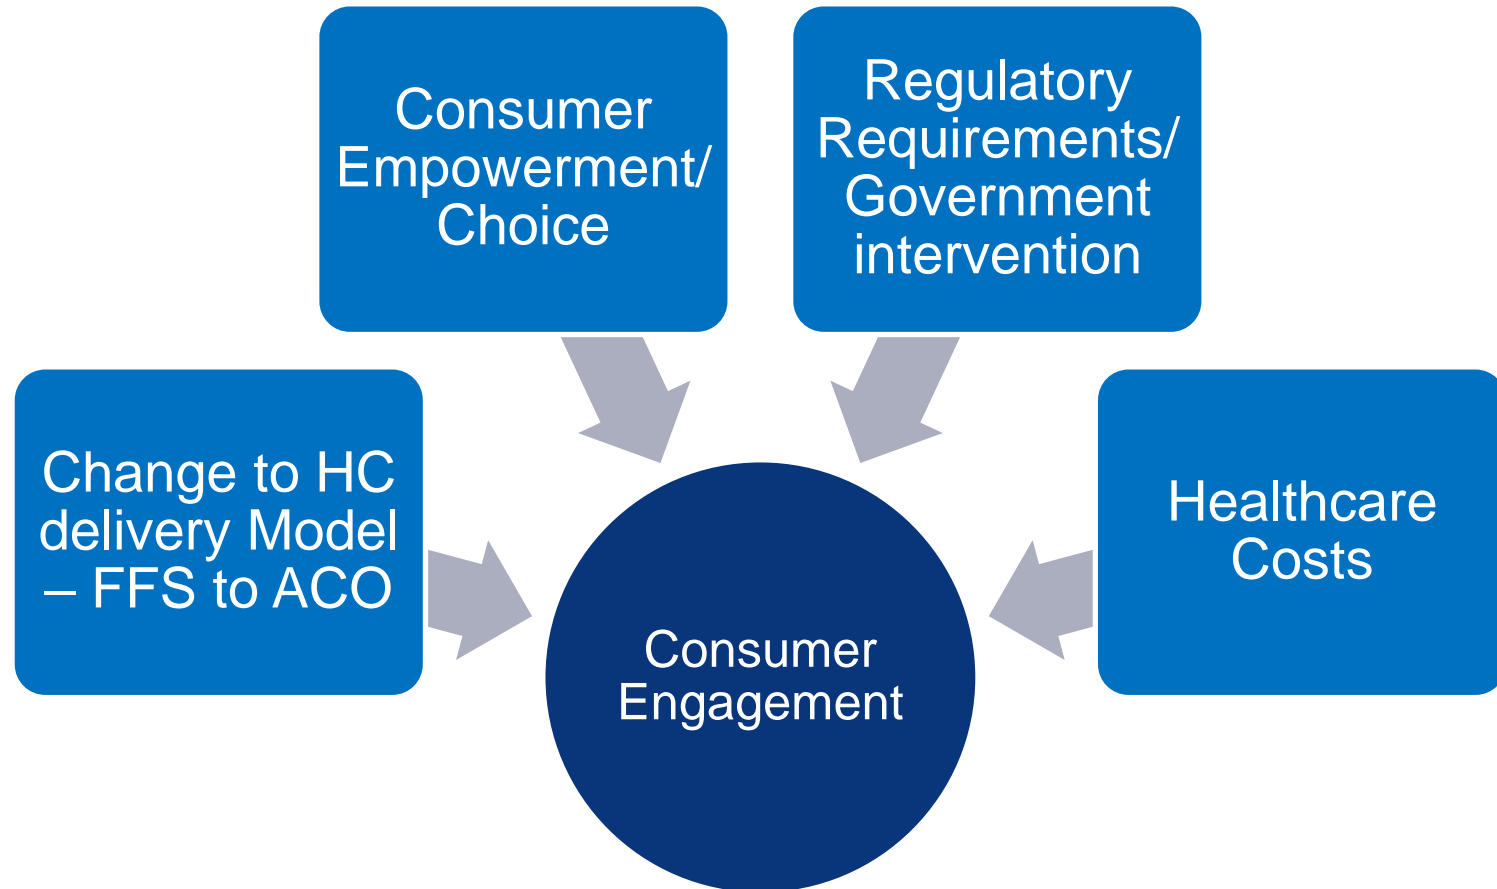 Consumer
Empowerment/
Choice
Regulatory
Requirements/
Government
intervention
Change to HC
delivery Model
– FFS to ACO
Healthcare
Costs
Consumer
Engagement